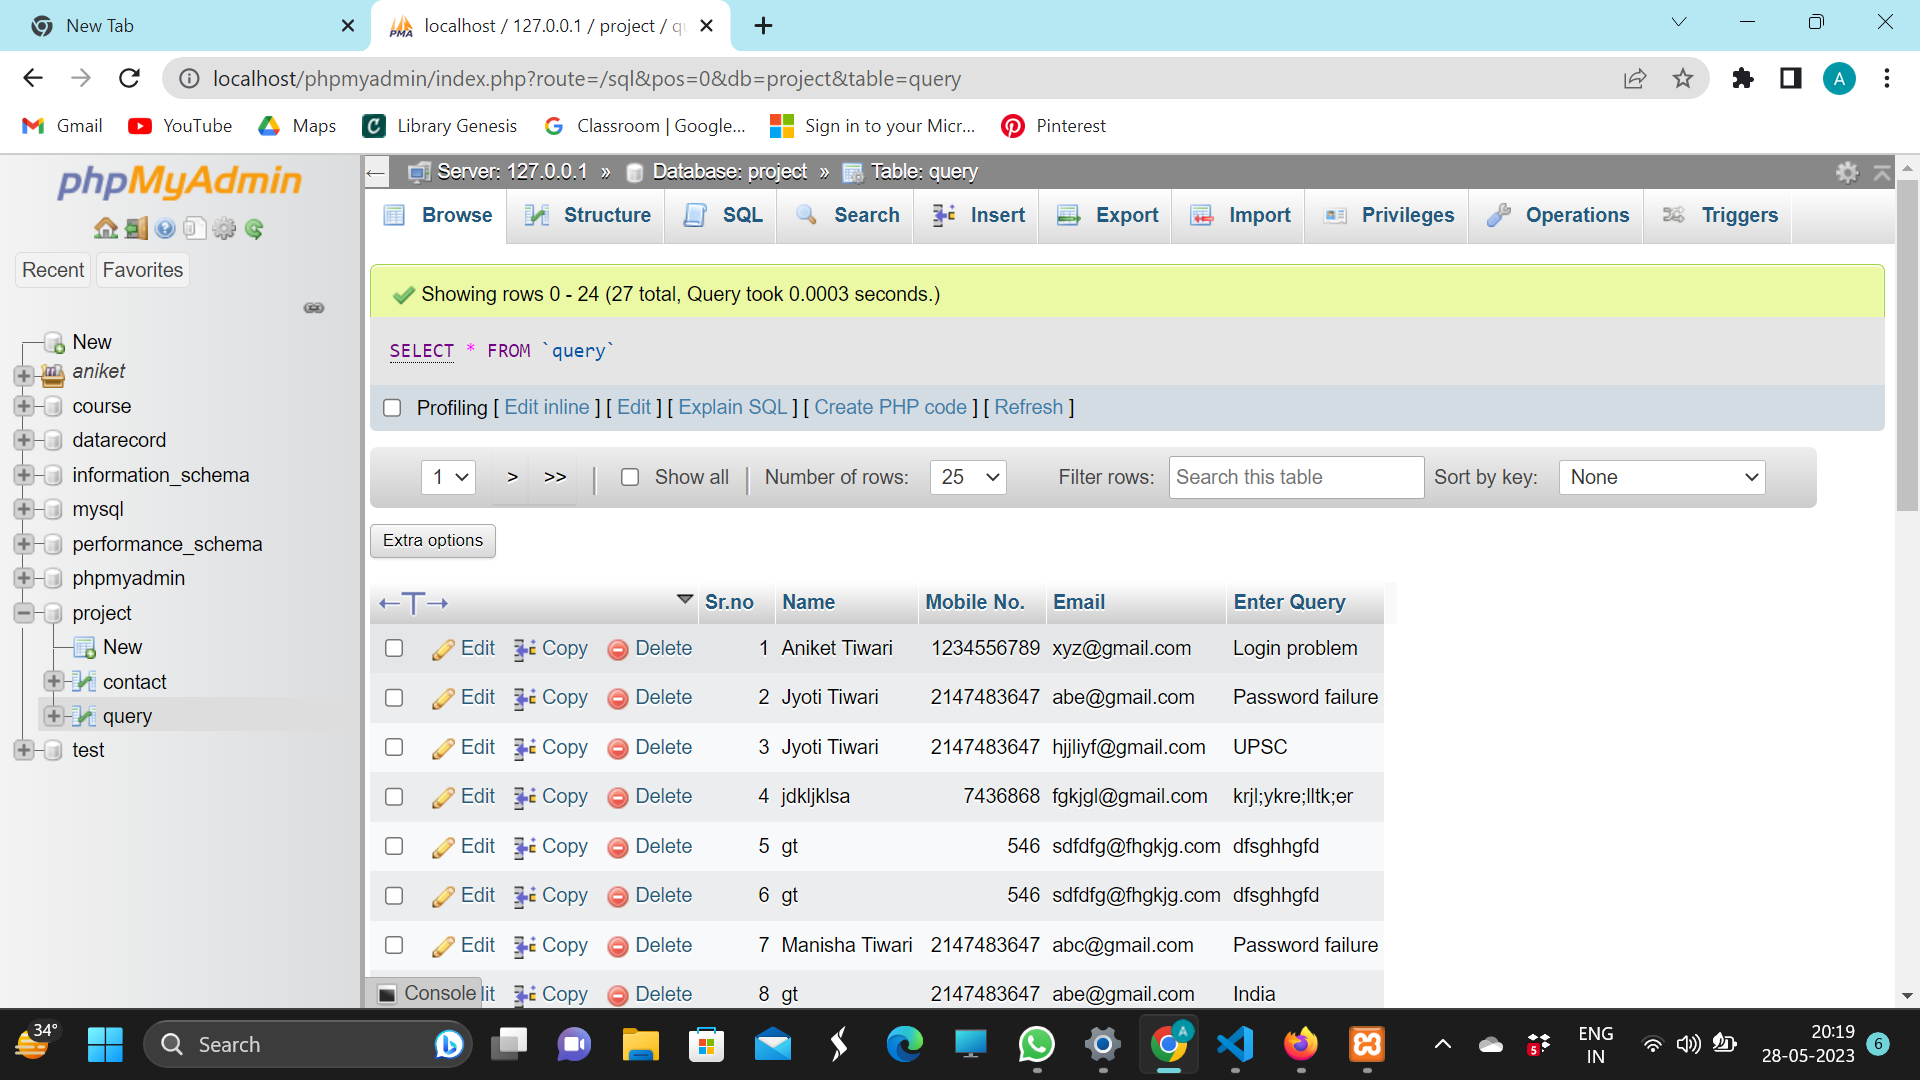 New Tab
localhost / 127.0.0.1 / project / qu
localhost/phpmyadmin/index.php?route=/sql&pos=0&db=project&table=query
A
Gmail YouTube Maps Library Genesis Classroom | Google... Sign in to your Micr... Pinterest
phpMyAdmin
Recent Favorites
New
aniket
course
datarecord
information_schema
mysql
performance_schema
phpmyadmin
project
New
contact
query
test
Server: 127.0.0.1 » Database: project » Table: query
Browse Structure SQL Search Insert Export Import Privileges Operations Triggers
Showing rows 0 - 24 (27 total, Query took 0.0003 seconds.)
SELECT * FROM `query`
Profiling [ Edit inline ] [ Edit ] [ Explain SQL ] [ Create PHP code ] [ Refresh ]
1 > >> | Show all | Number of rows: 25 Filter rows: Search this table Sort by key: None
Extra options
←T→ Sr.no Name Mobile No. Email Enter Query
Edit Copy Delete 1 Aniket Tiwari 1234556789 xyz@gmail.com Login problem
Edit Copy Delete 2 Jyoti Tiwari 2147483647 abe@gmail.com Password failure
Edit Copy Delete 3 Jyoti Tiwari 2147483647 hjjliyf@gmail.com UPSC
Edit Copy Delete 4 jdkljklsa 7436868 fgkjgl@gmail.com krjl;ykre;lltk;er
Edit Copy Delete 5 gt 546 sdfdfg@fhgkjg.com dfsghhgfd
Edit Copy Delete 6 gt 546 sdfdfg@fhgkjg.com dfsghhgfd
Edit Copy Delete 7 Manisha Tiwari 2147483647 abc@gmail.com Password failure
Console lit Copy Delete 8 gt 2147483647 abe@gmail.com India
34° Search A 5 ENG IN 20:19 28-05-2023 6